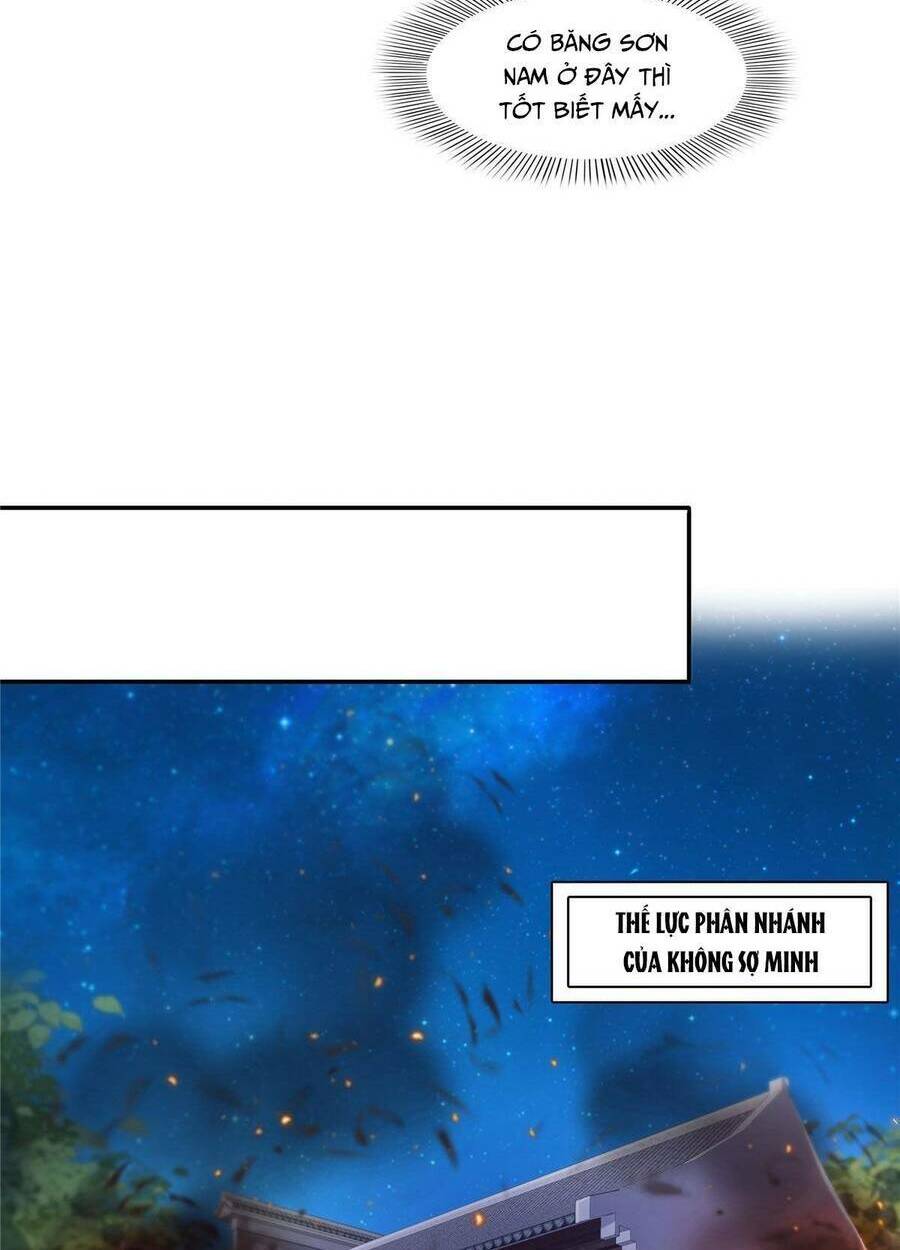 CÓ BĂNG SƠN
NAM Ở ĐÂY THÌ
TỐT BIẾT MẤY...
THẾ LỰC PHÂN NHÁNH
CỦA KHÔNG SỢ MINH